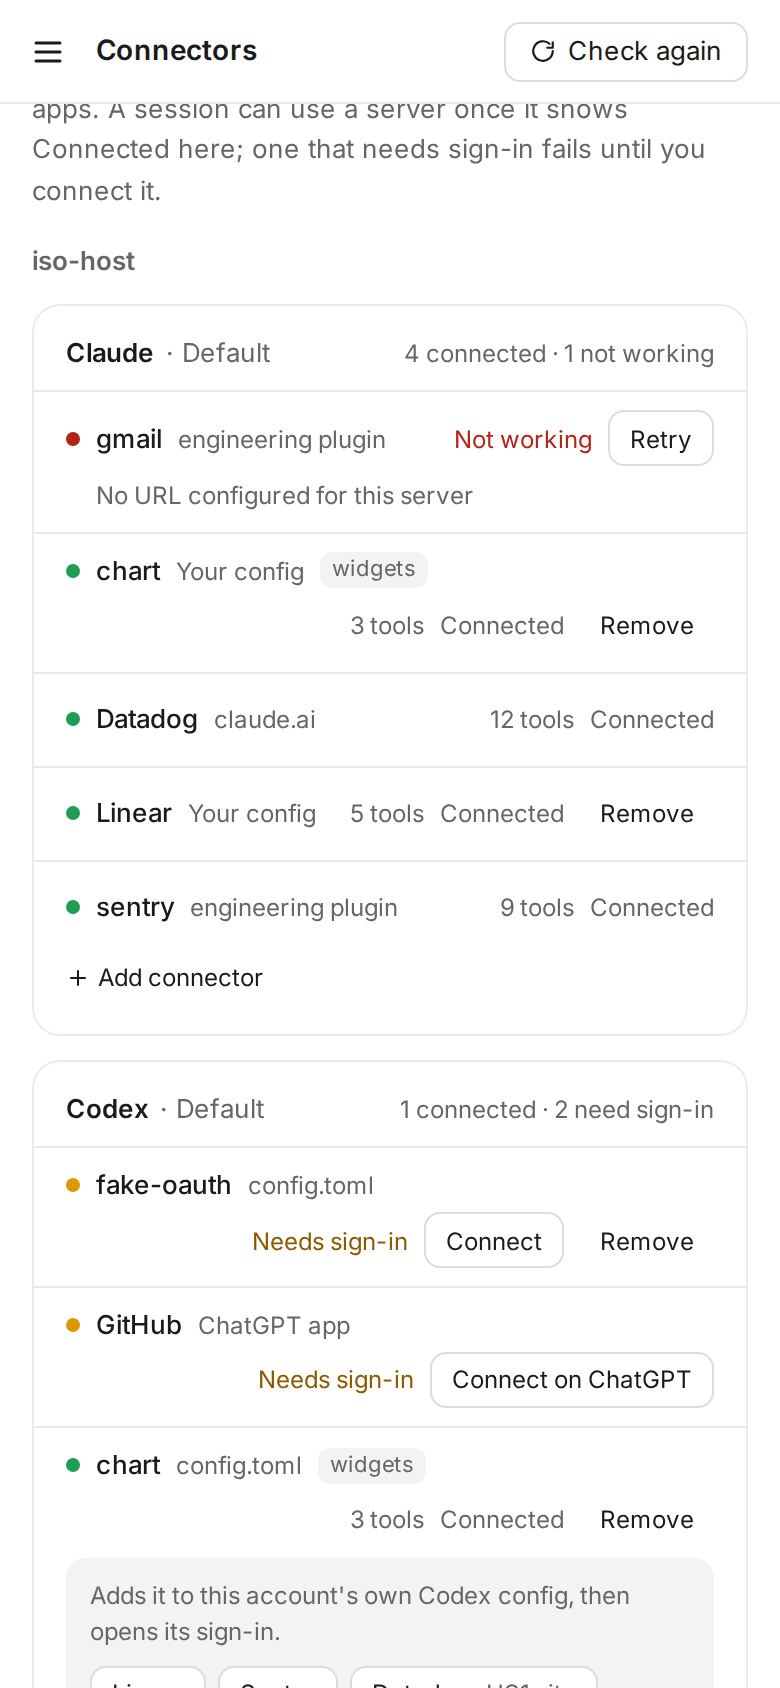 Connectors
Check again
apps. A session can use a server once it shows
Connected here; one that needs sign-in fails until you
connect it.
iso-host
Claude · Default 4 connected · 1 not working
gmail engineering plugin Not working Retry
No URL configured for this server
chart Your config widgets
3 tools Connected Remove
Datadog claude.ai 12 tools Connected
Linear Your config 5 tools Connected Remove
sentry engineering plugin 9 tools Connected
+ Add connector
Codex · Default 1 connected · 2 need sign-in
fake-oauth config.toml
Needs sign-in Connect Remove
GitHub ChatGPT app
Needs sign-in Connect on ChatGPT
chart config.toml widgets
3 tools Connected Remove
Adds it to this account's own Codex config, then
opens its sign-in.